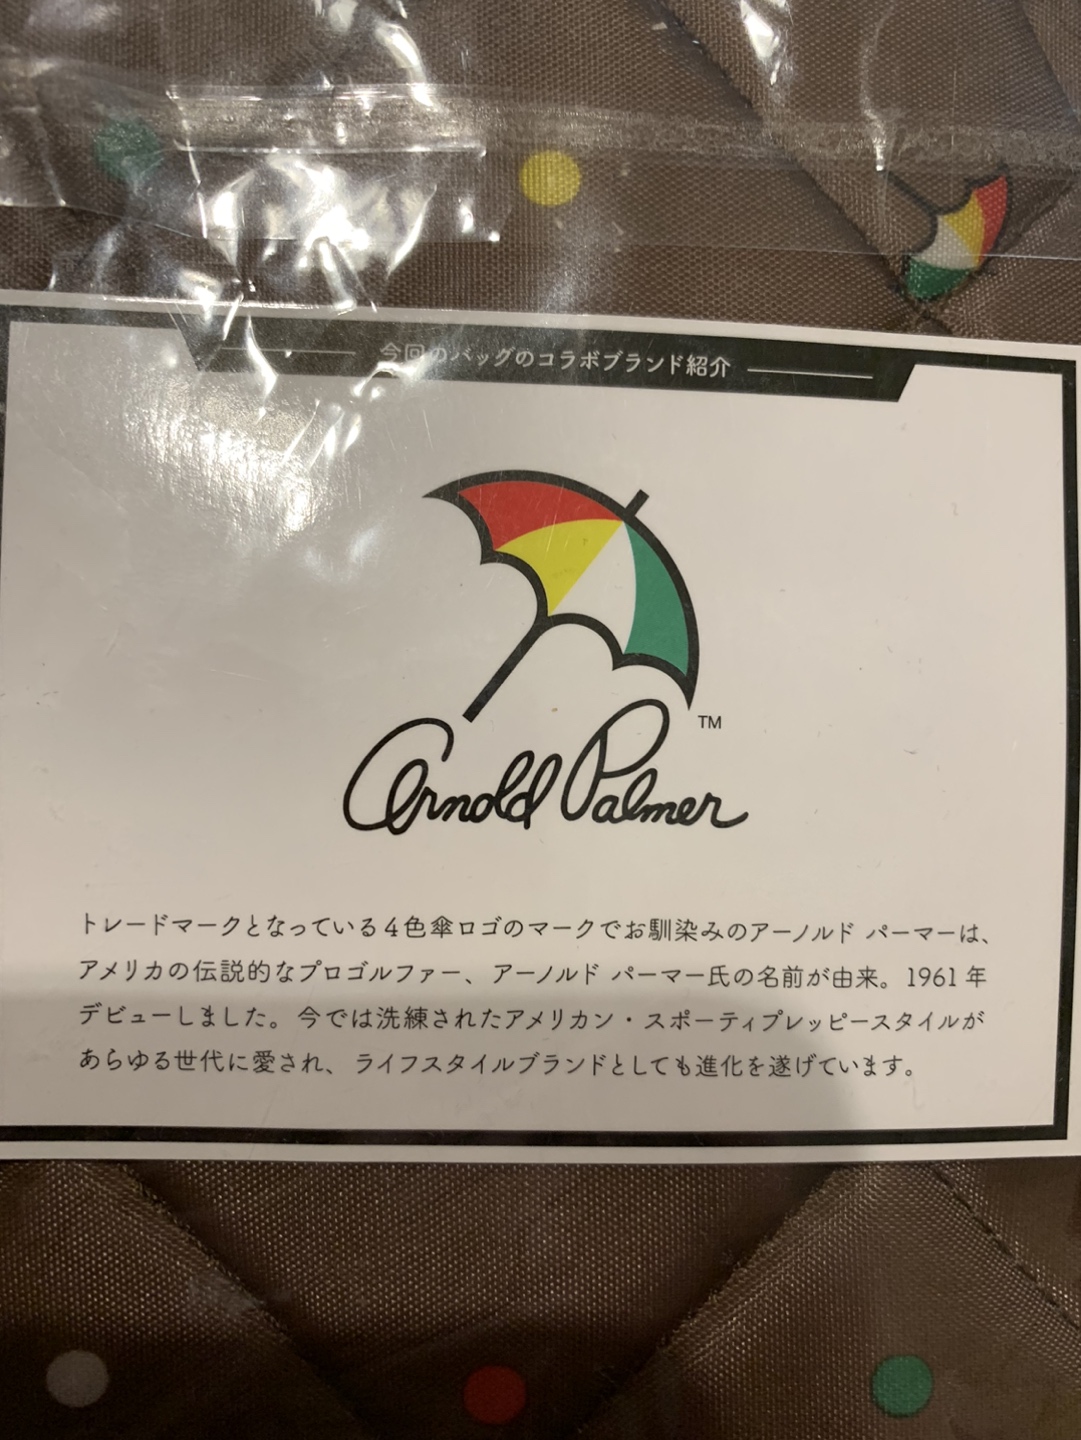 今回のバッグのコラボブランド紹介
TM
Arnold Palmer
トレードマークとなっている4色傘ロゴのマークでお馴染みのアーノルド パーマーは、
アメリカの伝説的なプロゴルファー、アーノルド パーマー氏の名前が由来。1961年
デビューしました。今では洗練されたアメリカン・スポーティプレッピースタイルが
あらゆる世代に愛され、ライフスタイルブランドとしても進化を遂げています。